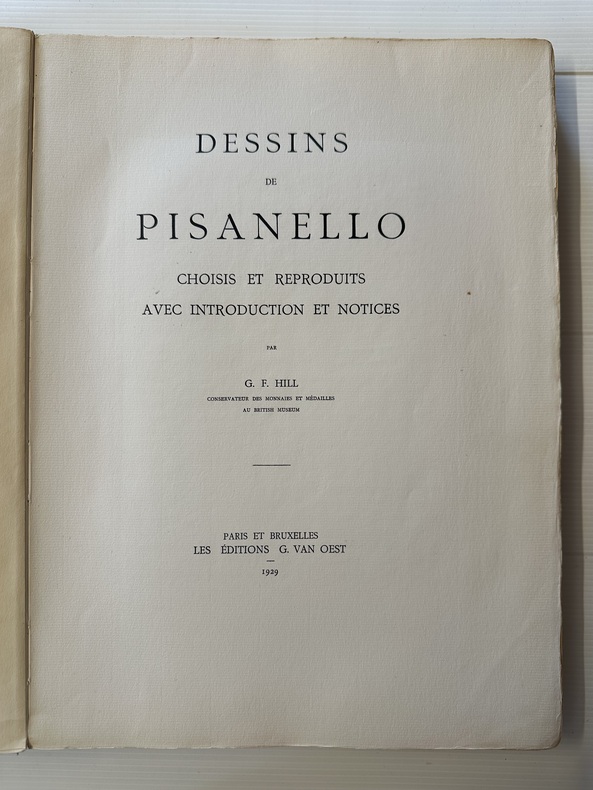 DESSINS
DE
PISANELLO
CHOISIS ET REPRODUITS
AVEC INTRODUCTION ET NOTICES
PAR
G. F. HILL
CONSERVATEUR DES MONNAIES ET MÉDAILLES
AU BRITISH MUSEUM
PARIS ET BRUXELLES
LES ÉDITIONS G. VAN OEST
1929